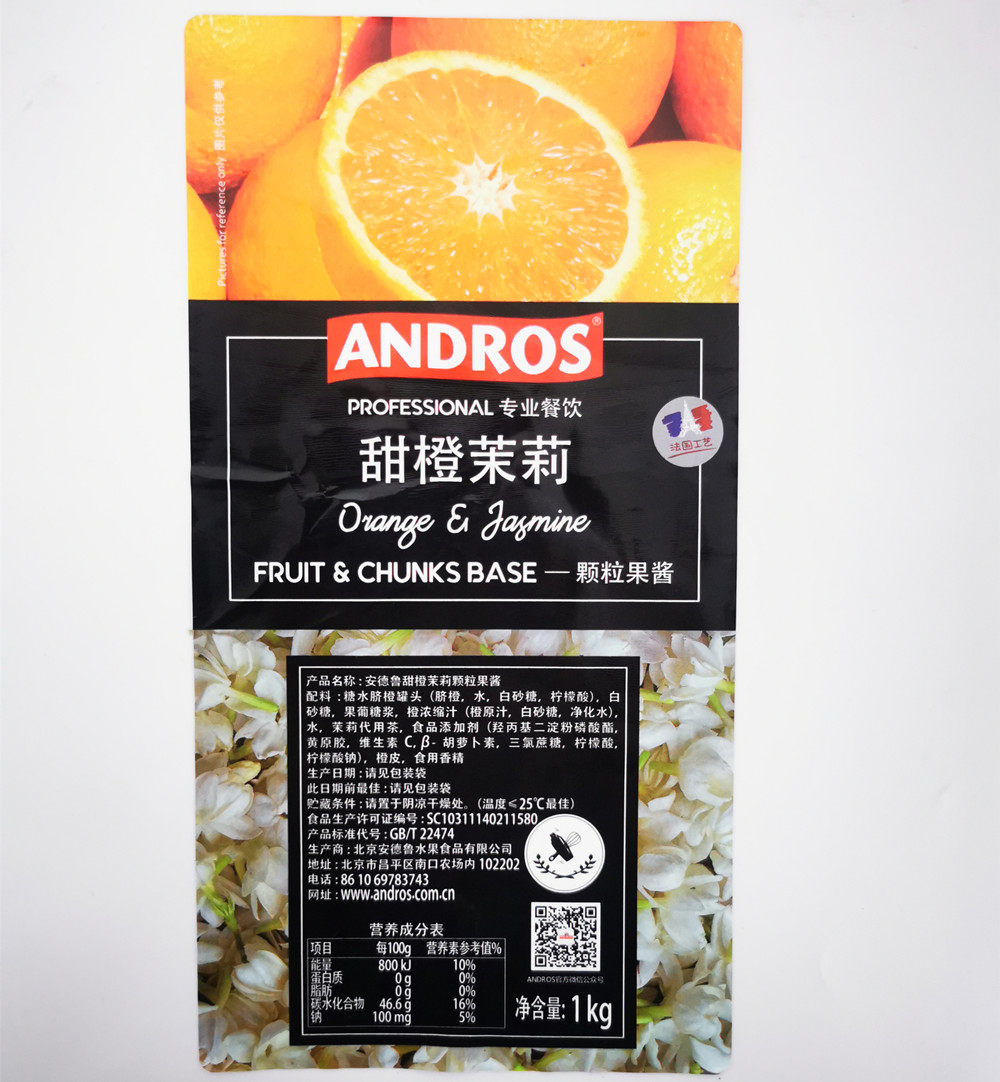 Pictures for reference only 图片仅供参考
ANDROS®
PROFESSIONAL 专业餐饮
甜橙茉莉
法国工艺
Orange & Jasmine
FRUIT & CHUNKS BASE — 颗粒果酱
产品名称：安德鲁甜橙茉莉颗粒果酱
配料：糖水脐橙罐头（脐橙，水，白砂糖，柠檬酸），白
砂糖，果葡糖浆，橙浓缩汁（橙原汁，白砂糖，净化水），
水，茉莉代用茶，食品添加剂（羟丙基二淀粉磷酸酯，
黄原胶，维生素 C, β- 胡萝卜素，三氯蔗糖，柠檬酸，
柠檬酸钠），橙皮，食用香精
生产日期：请见包装袋
此日期前最佳：请见包装袋
贮藏条件：请置于阴凉干燥处。（温度≤25℃最佳）
食品生产许可证编号：SC10311140211580
产品标准代号：GB/T 22474
生产商：北京安德鲁水果食品有限公司
地址：北京市昌平区南口农场内 102202
电话：86 10 69783743
网址：www.andros.com.cn
营养成分表
项目 每100g 营养素参考值%
能量 800 kJ 10%
蛋白质 0 g 0%
脂肪 0 g 0%
碳水化合物 46.6 g 16%
钠 100 mg 5%
ANDROS官方微信公众号
净含量: 1 kg